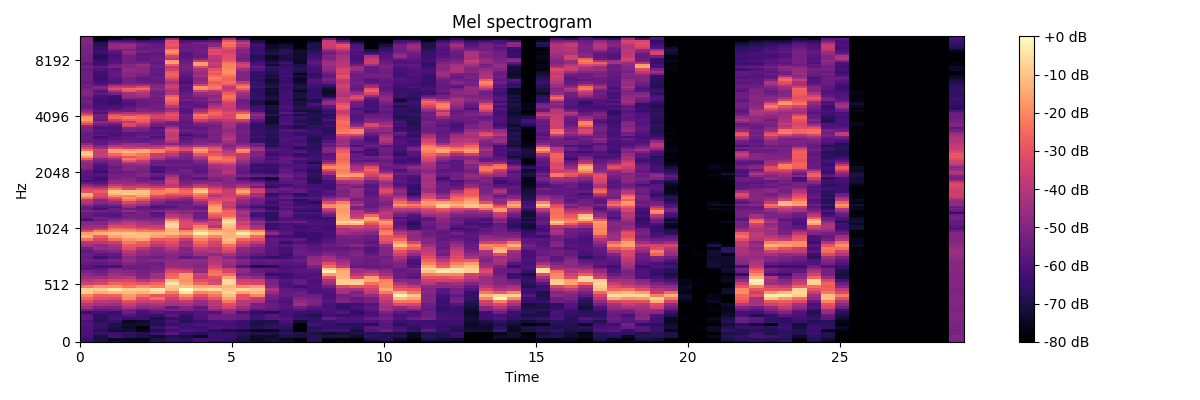 Mel spectrogram
8192
4096
2048
1024
512
0
Hz
0 5 10 15 20 25
Time
+0 dB
-10 dB
-20 dB
-30 dB
-40 dB
-50 dB
-60 dB
-70 dB
-80 dB